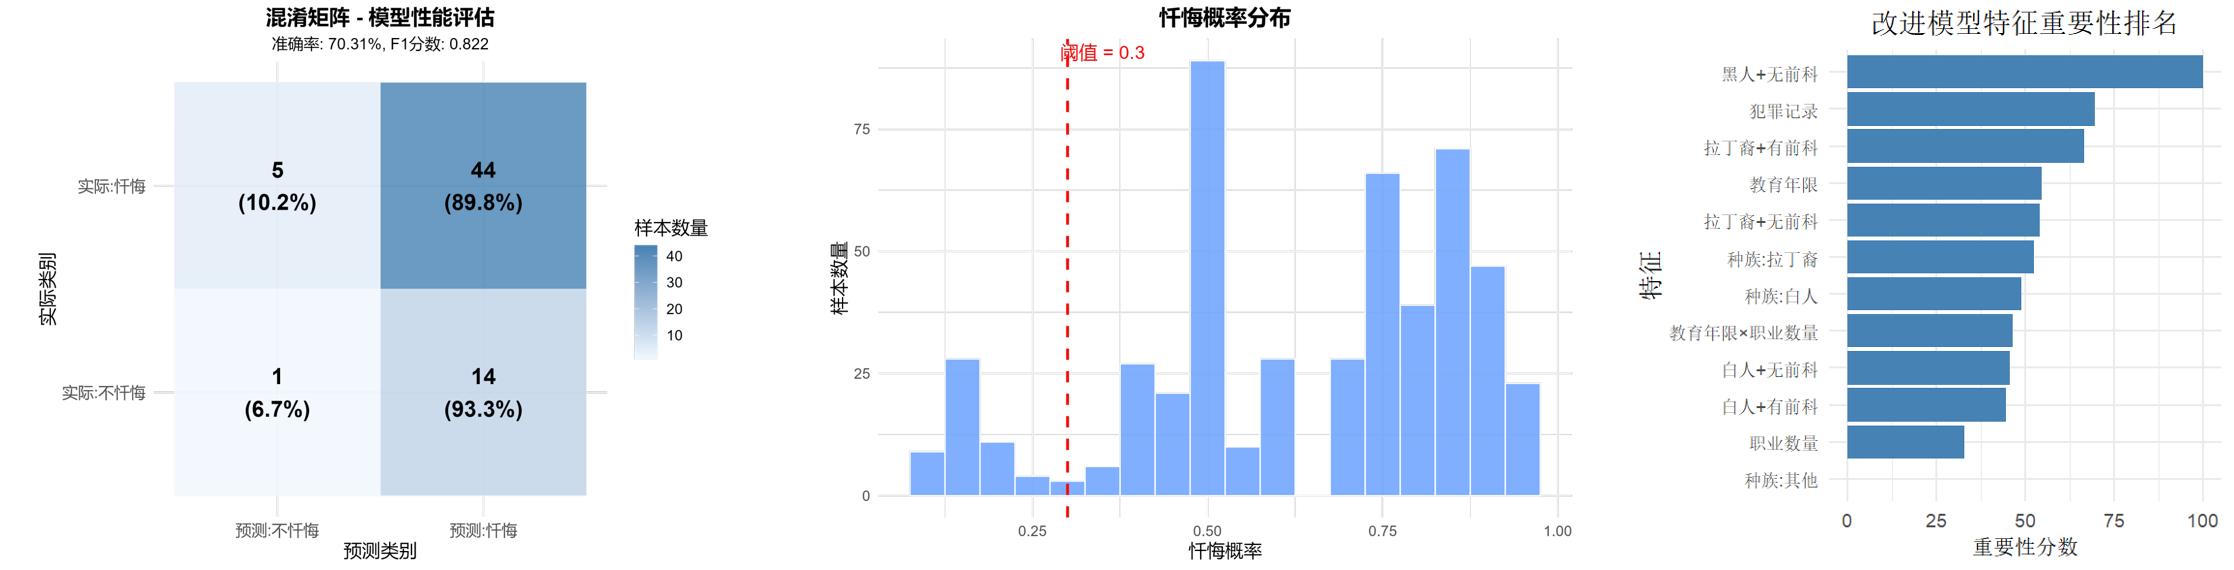 混淆矩阵 - 模型性能评估
准确率: 70.31%, F1分数: 0.822
实际类别
实际:忏悔
实际:不忏悔
5
(10.2%)
44
(89.8%)
1
(6.7%)
14
(93.3%)
预测:不忏悔
预测:忏悔
预测类别
样本数量
40
30
20
10
忏悔概率分布
阈值 = 0.3
样本数量
75
50
25
0
0.25
0.50
0.75
1.00
忏悔概率
改进模型特征重要性排名
特征
黑人+无前科
犯罪记录
拉丁裔+有前科
教育年限
拉丁裔+无前科
种族:拉丁裔
种族:白人
教育年限×职业数量
白人+无前科
白人+有前科
职业数量
种族:其他
0
25
50
75
100
重要性分数